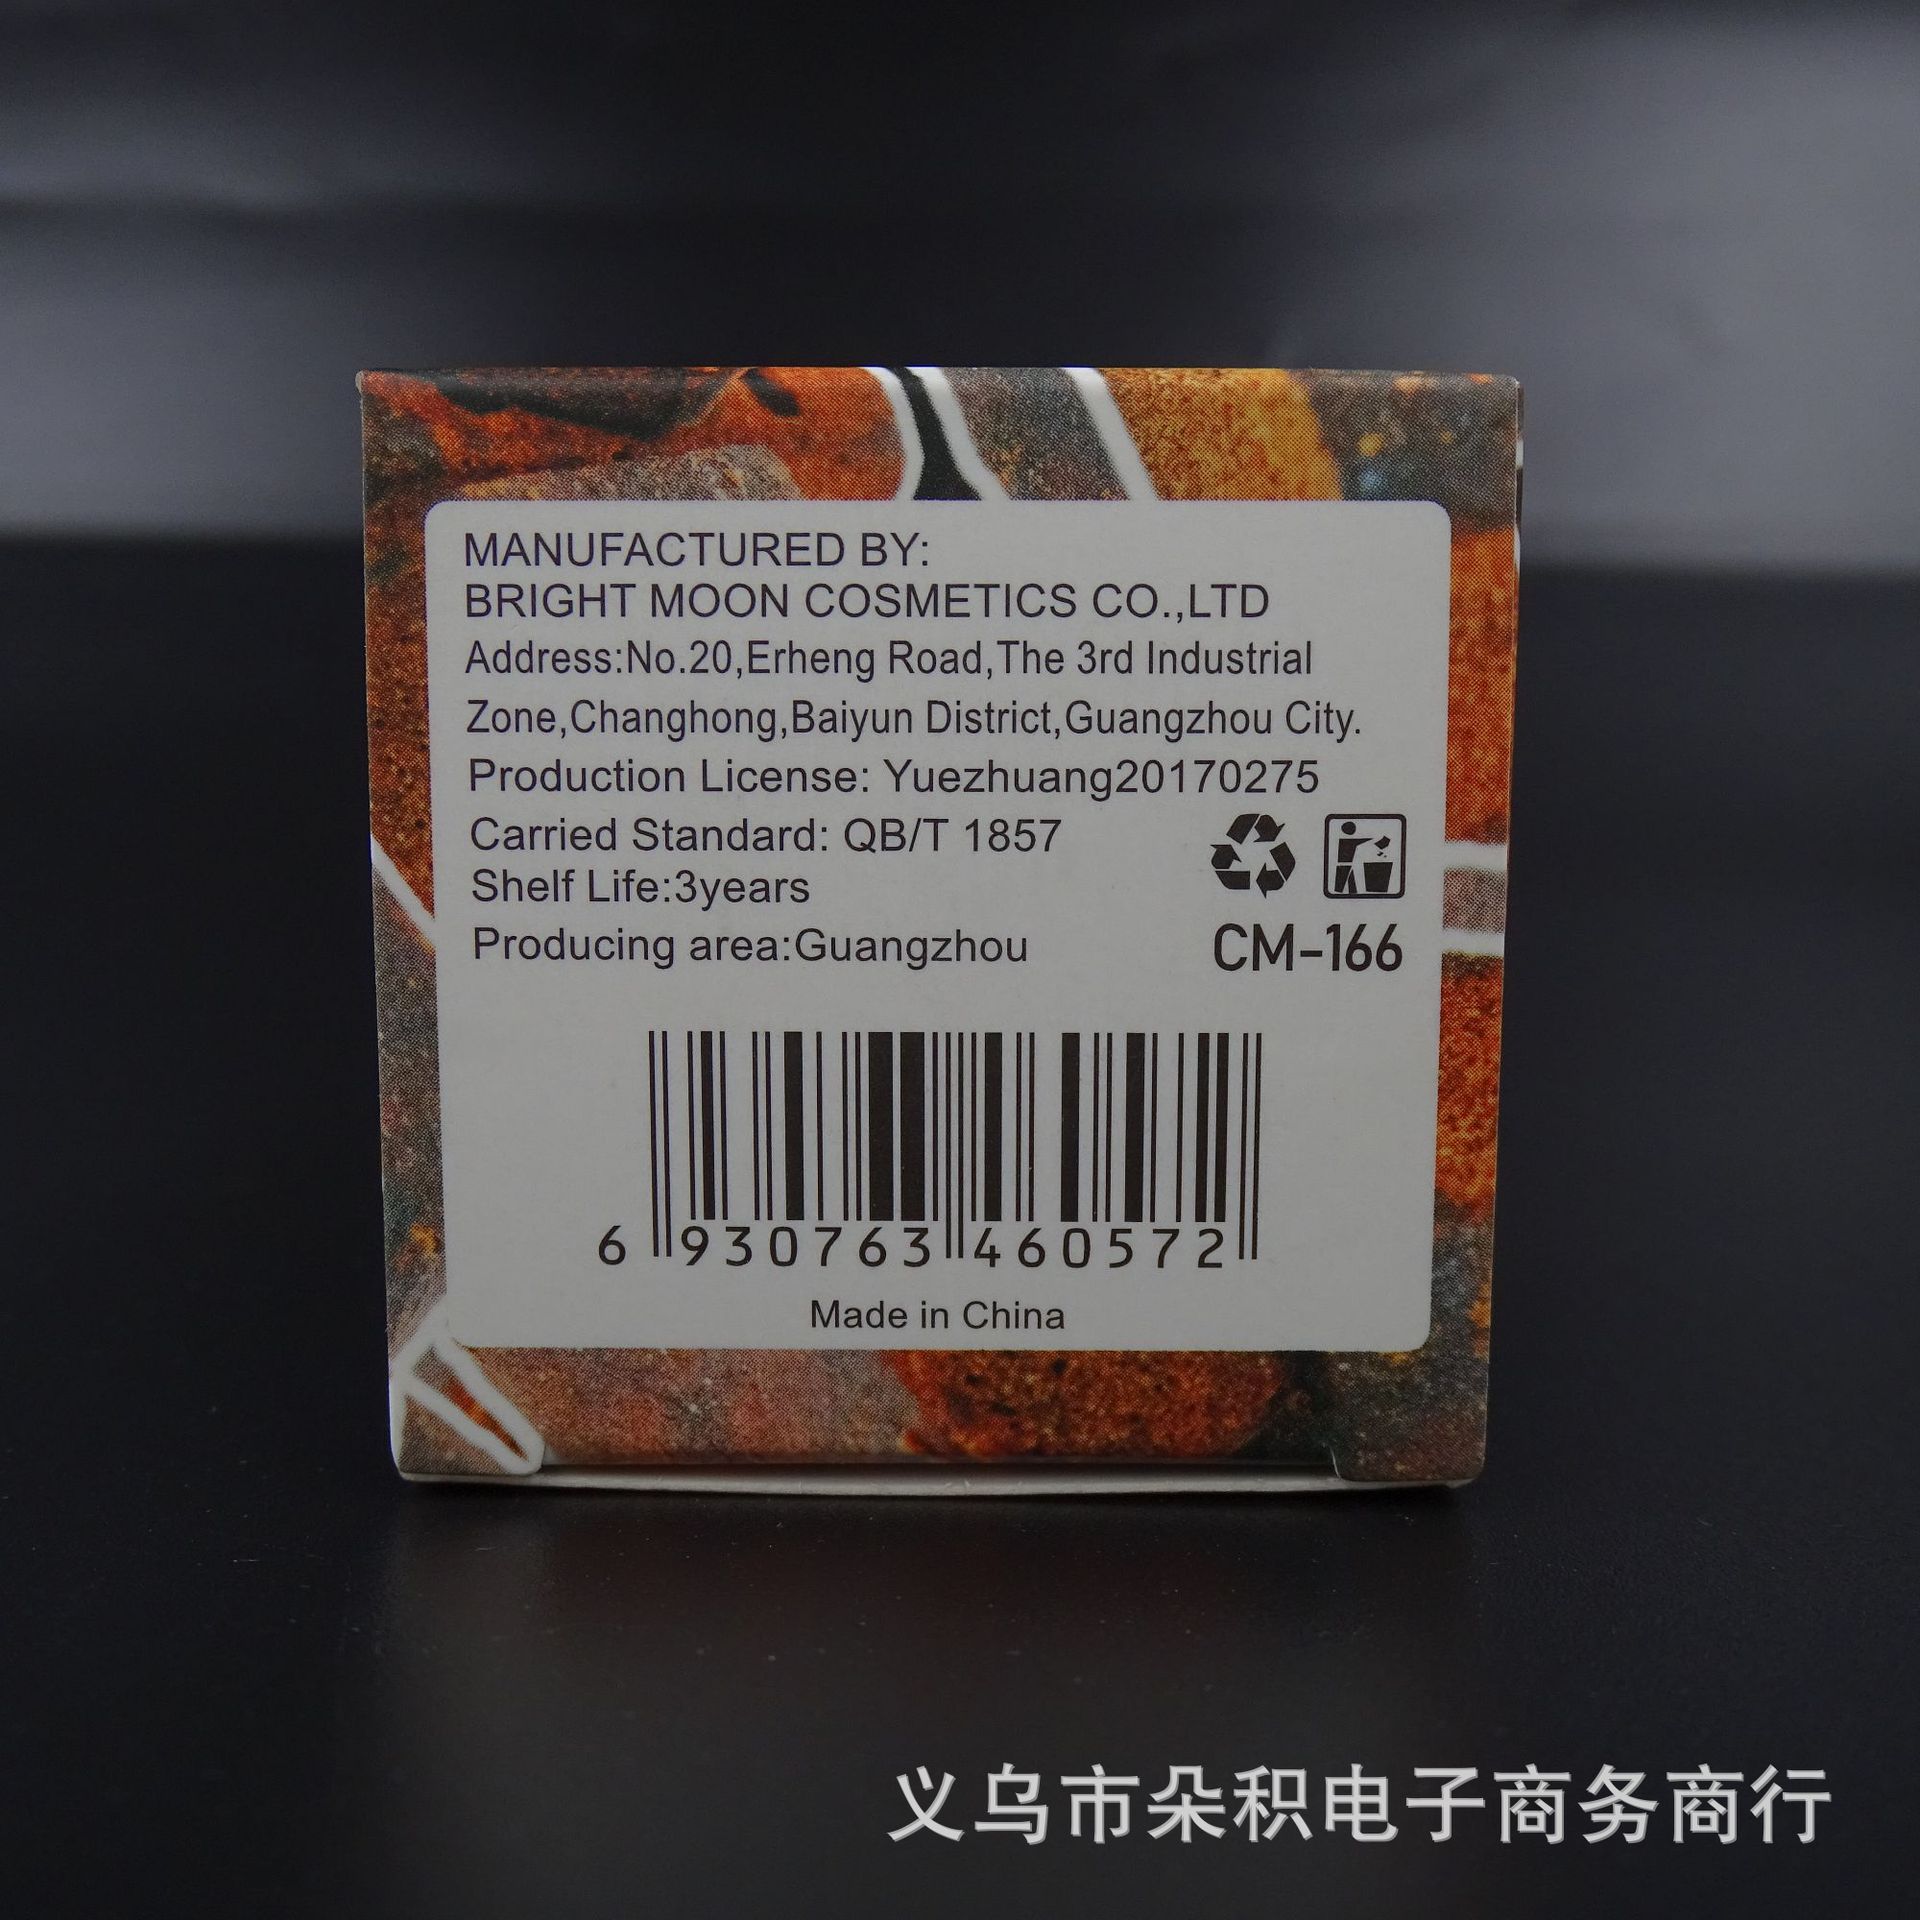 MANUFACTURED BY:
BRIGHT MOON COSMETICS CO.,LTD
Address:No.20,Erheng Road,The 3rd Industrial
Zone,Changhong,Baiyun District,Guangzhou City.
Production License: Yuezhuang20170275
Carried Standard: QB/T 1857
Shelf Life:3years
Producing area:Guangzhou
CM-166
6 930763 460572
Made in China
义乌市朵积电子商务商行